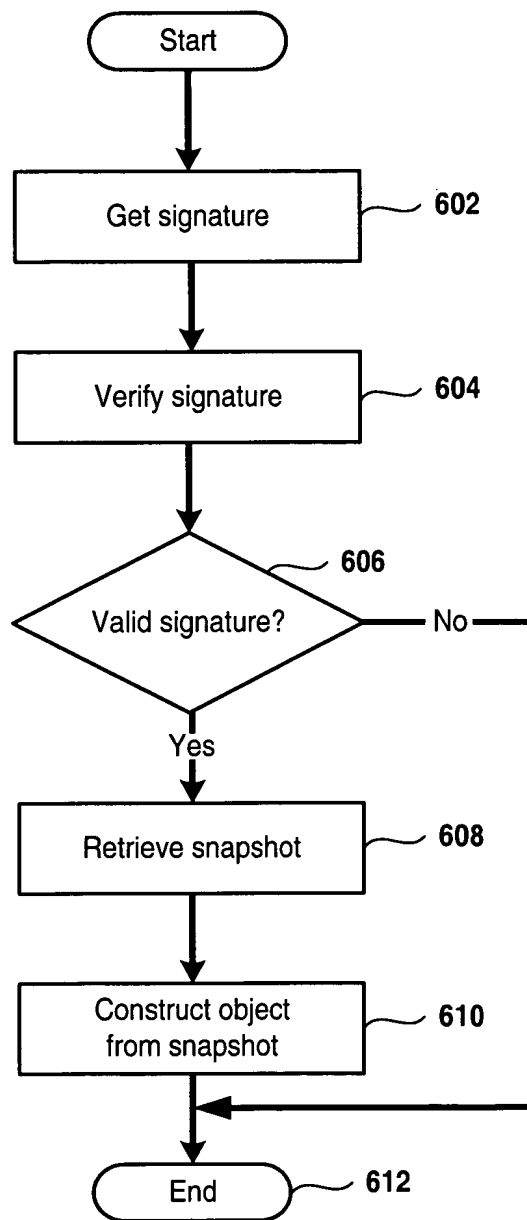 Start
Get signature
602
Verify signature
604
606
Valid signature?
No
Yes
Retrieve snapshot
608
Construct object
from snapshot
610
End
612